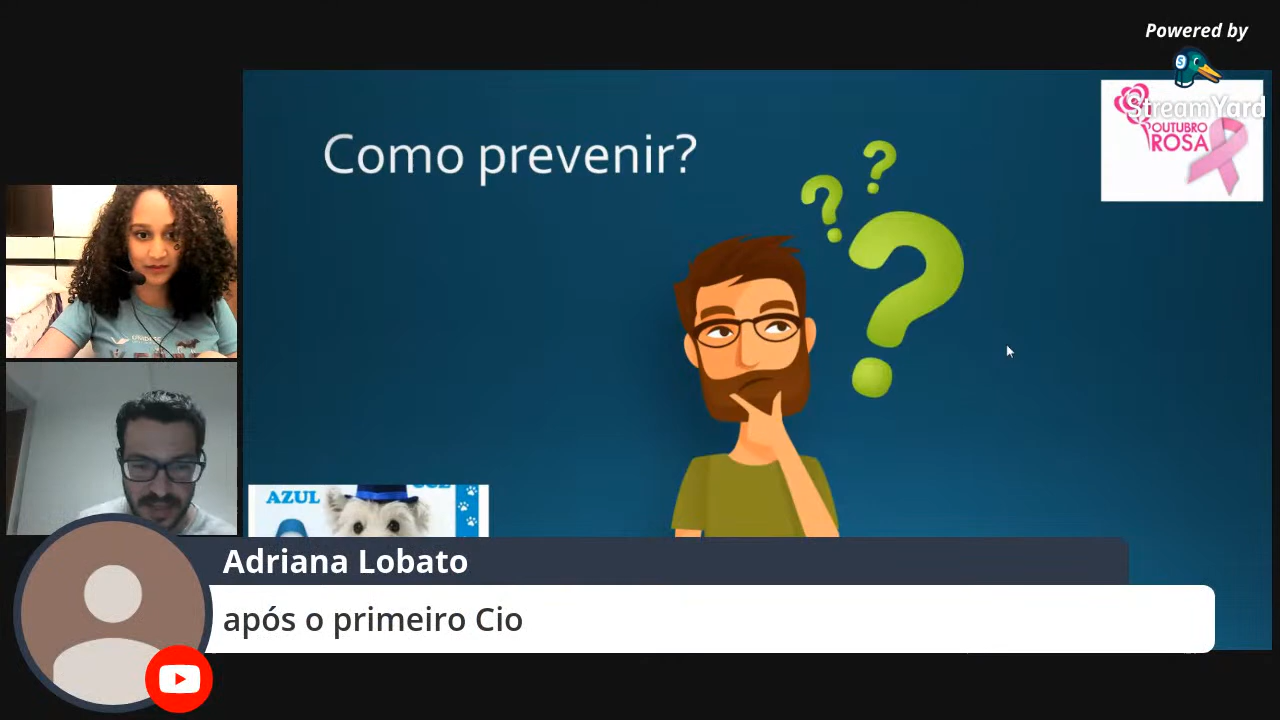 Powered by
StreamYard
OUTUBRO
ROSA
Como prevenir?
AZUL
Adriana Lobato
após o primeiro Cio